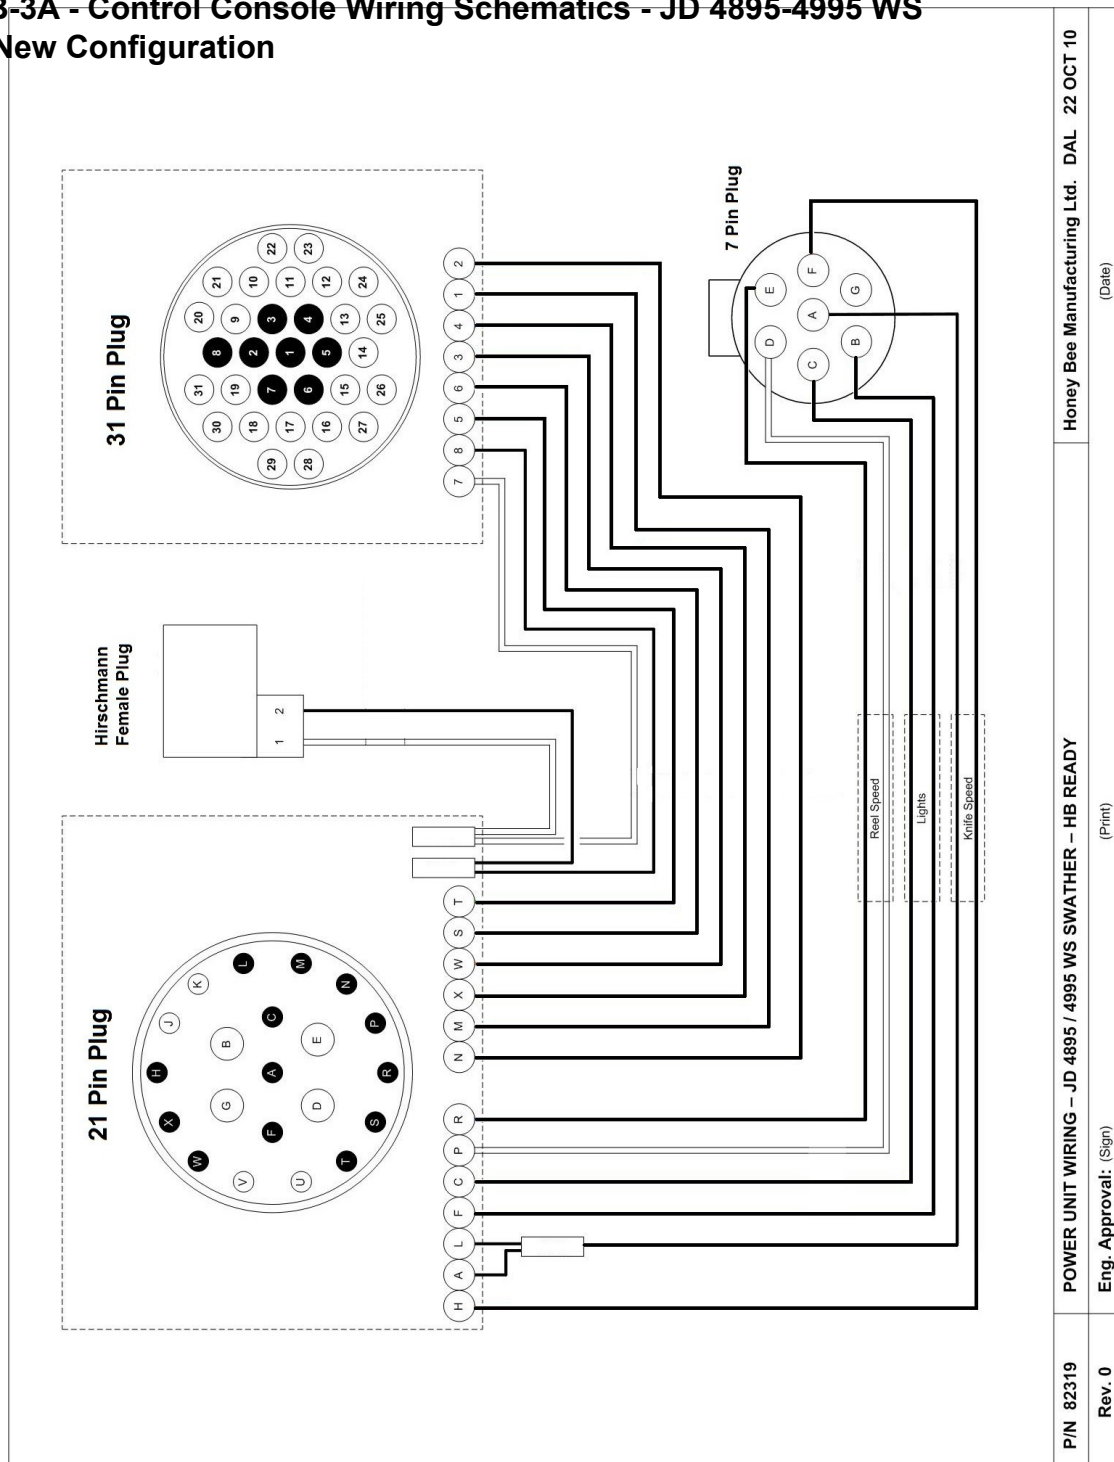 3-3A - Control Console Wiring Schematics - JD 4895-4995 WS
New Configuration
31 Pin Plug
22
23
21
10
11
12
24
20
9
3
4
13
25
8
2
1
5
14
31
19
7
6
15
26
30
18
17
16
27
29
28
2
1
4
3
6
5
8
7
7 Pin Plug
E
F
G
D
A
B
C
Hirschmann
Female Plug
1
2
21 Pin Plug
L
M
K
N
J
C
P
B
E
H
A
R
G
D
X
F
S
W
T
V
U
T
S
W
X
M
N
R
P
C
F
L
A
H
Reel Speed
Lights
Knife Speed
P/N 82319
POWER UNIT WIRING – JD 4895 / 4995 WS SWATHER – HB READY
Honey Bee Manufacturing Ltd. DAL 22 OCT 10
Rev. 0
Eng. Approval: (Sign)
(Print)
(Date)